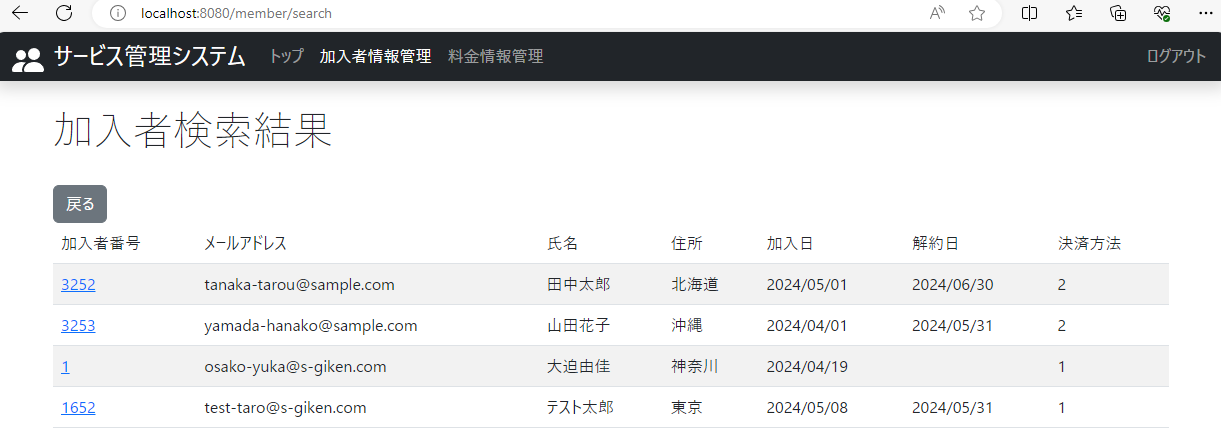 localhost:8080/member/search
サービス管理システム トップ 加入者情報管理 料金情報管理 ログアウト
加入者検索結果
戻る
加入者番号 メールアドレス 氏名 住所 加入日 解約日 決済方法
3252 tanaka-tarou@sample.com 田中太郎 北海道 2024/05/01 2024/06/30 2
3253 yamada-hanako@sample.com 山田花子 沖縄 2024/04/01 2024/05/31 2
1 osako-yuka@s-giken.com 大迫由佳 神奈川 2024/04/19 1
1652 test-taro@s-giken.com テスト太郎 東京 2024/05/08 2024/05/31 1